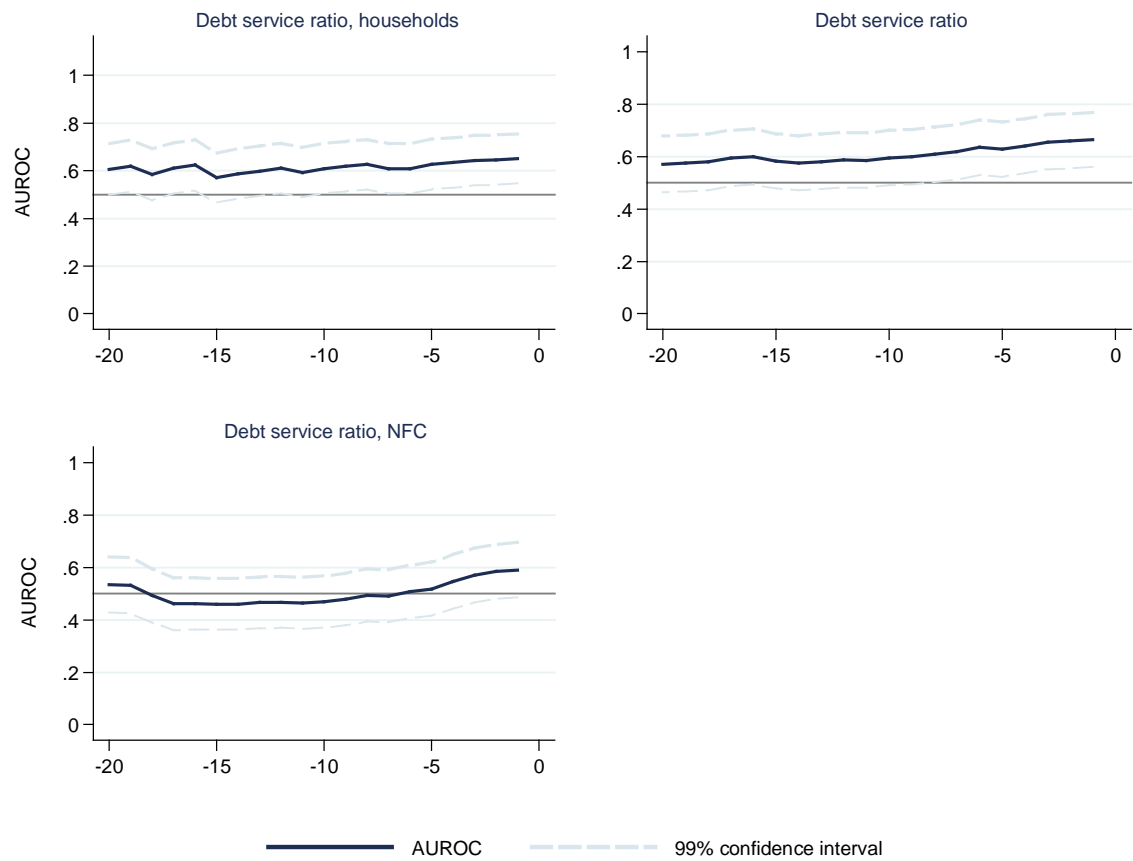 Debt service ratio, households
AUROC
1
.8
.6
.4
.2
0
-20 -15 -10 -5 0
Debt service ratio
1
.8
.6
.4
.2
0
-20 -15 -10 -5 0
Debt service ratio, NFC
AUROC
1
.8
.6
.4
.2
0
-20 -15 -10 -5 0
AUROC 99% confidence interval